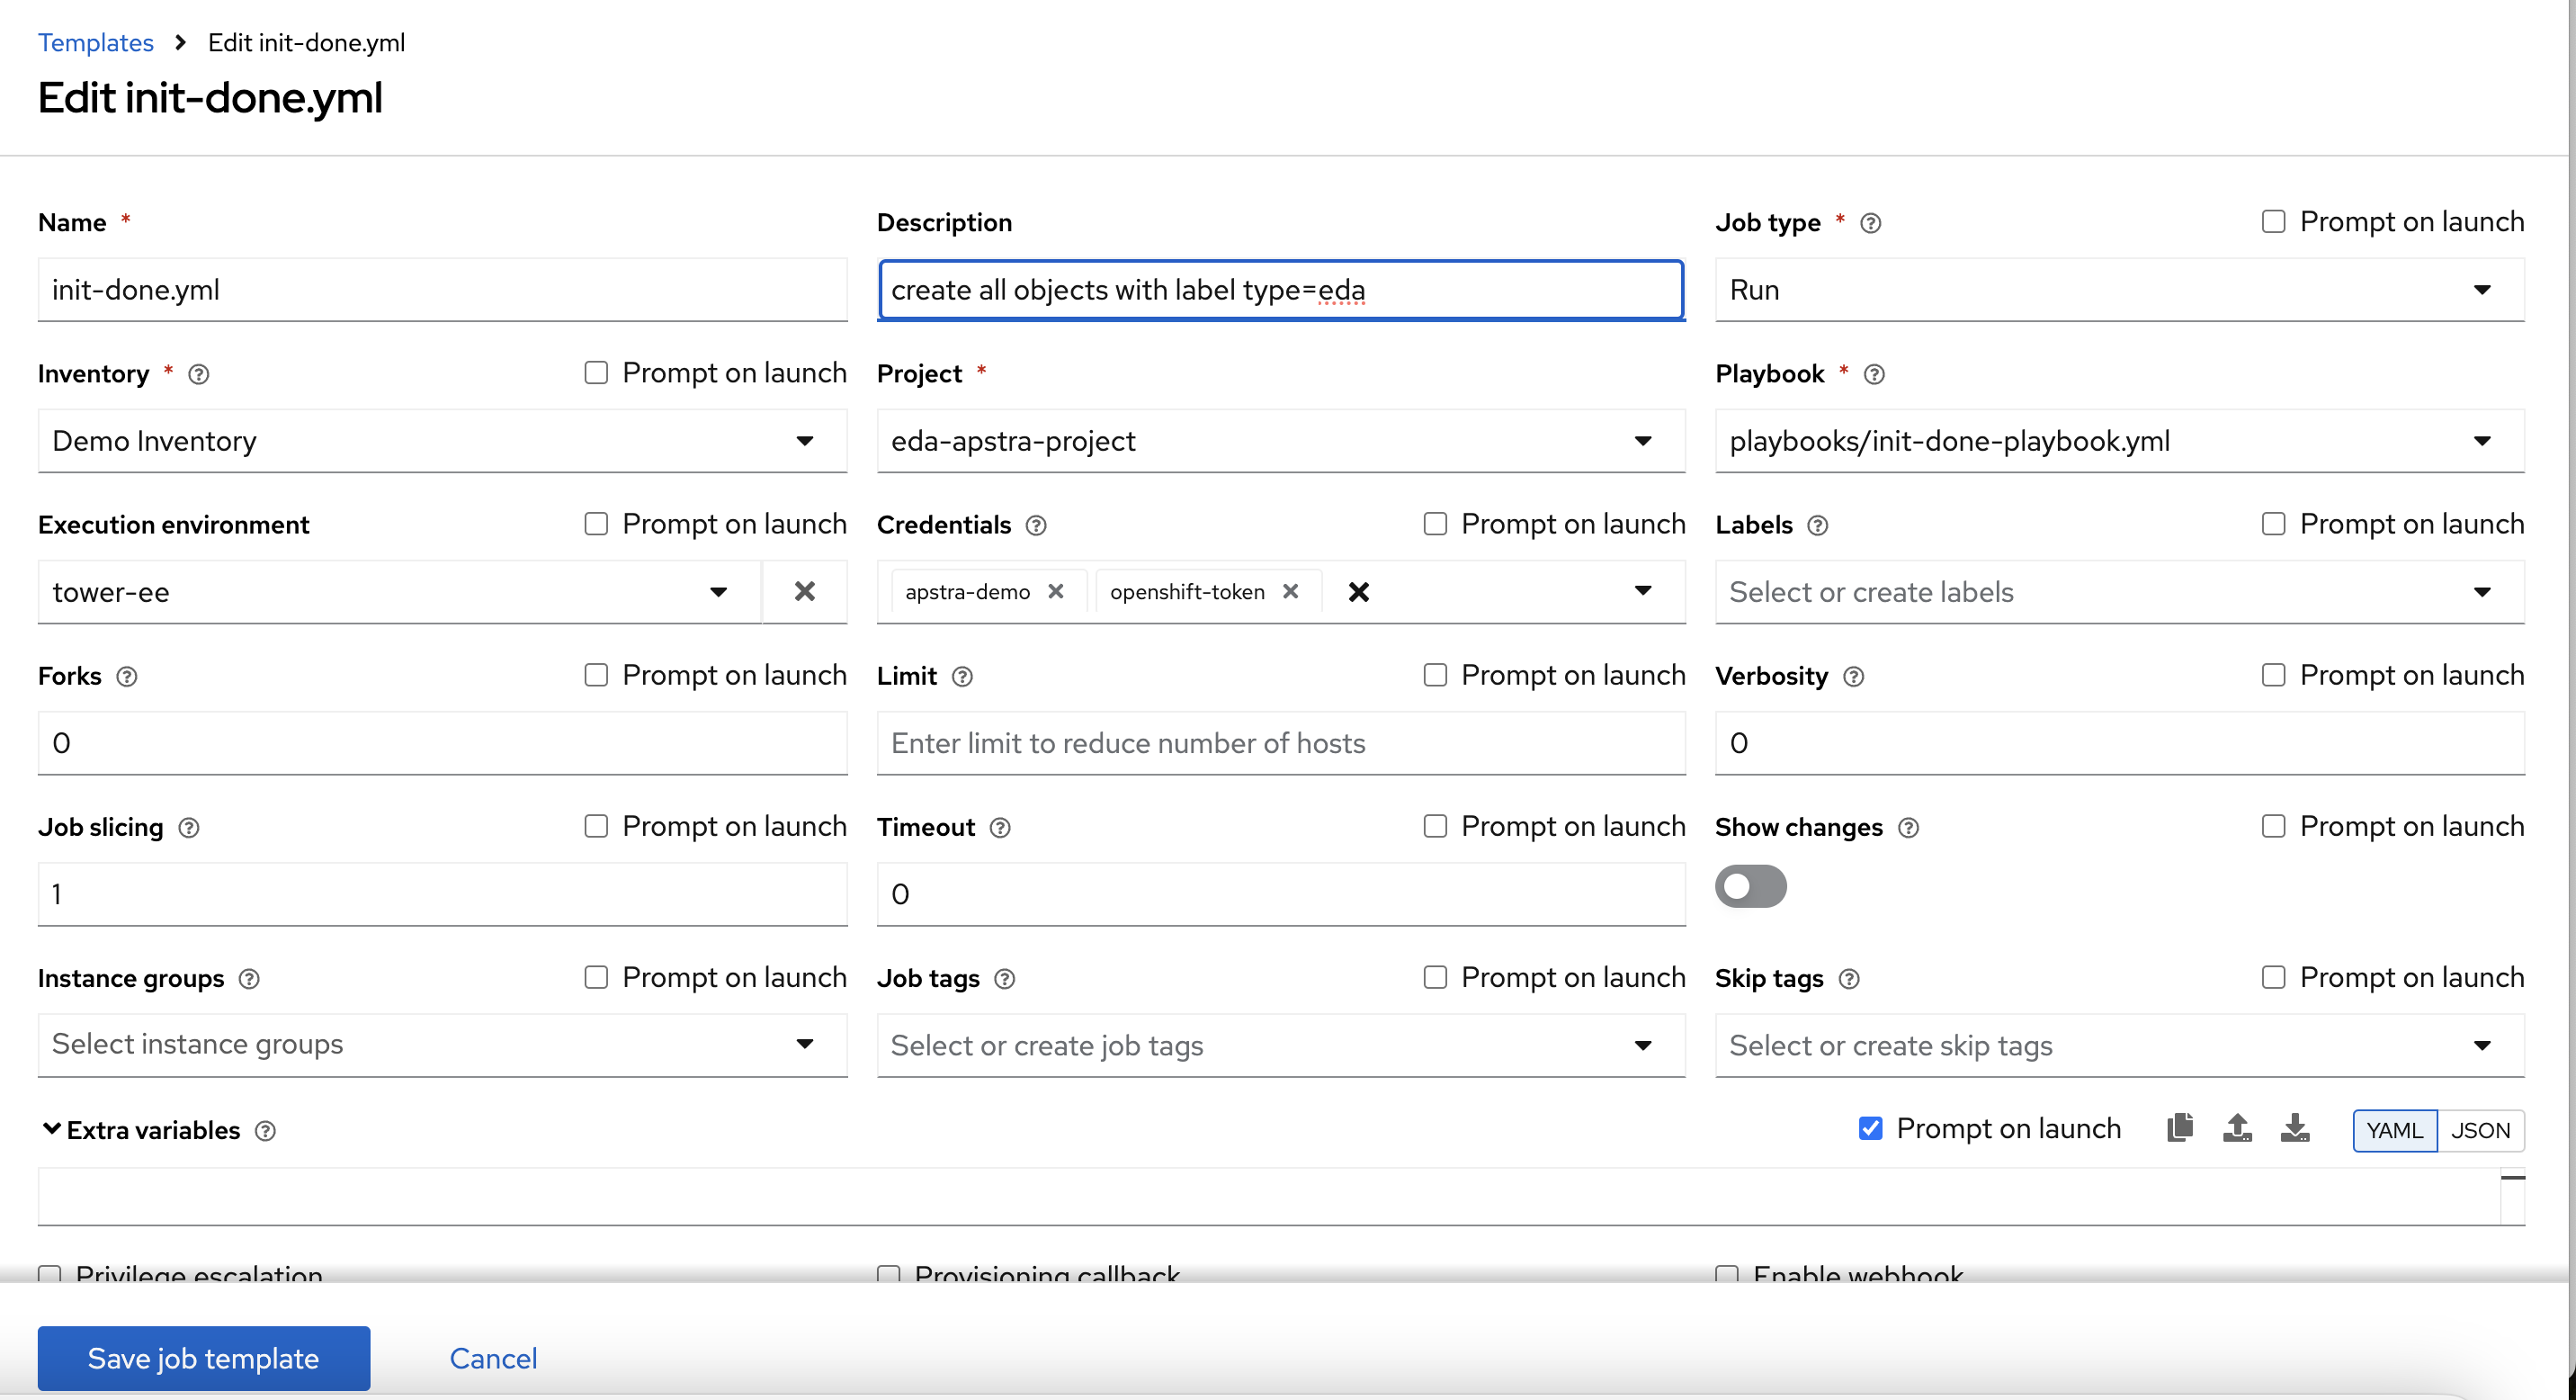 Templates > Edit init-done.yml
Edit init-done.yml
Name * Description Job type * Prompt on launch
init-done.yml create all objects with label type=eda Run
Inventory * Prompt on launch Project * Playbook *
Demo Inventory eda-apstra-project playbooks/init-done-playbook.yml
Execution environment Prompt on launch Credentials Prompt on launch Labels Prompt on launch
tower-ee apstra-demo openshift-token Select or create labels
Forks Prompt on launch Limit Prompt on launch Verbosity Prompt on launch
0 Enter limit to reduce number of hosts 0
Job slicing Prompt on launch Timeout Prompt on launch Show changes Prompt on launch
1 0
Instance groups Prompt on launch Job tags Prompt on launch Skip tags Prompt on launch
Select instance groups Select or create job tags Select or create skip tags
Extra variables Prompt on launch YAML JSON
Privilege escalation Provisioning callback Enable webhook
Save job template Cancel